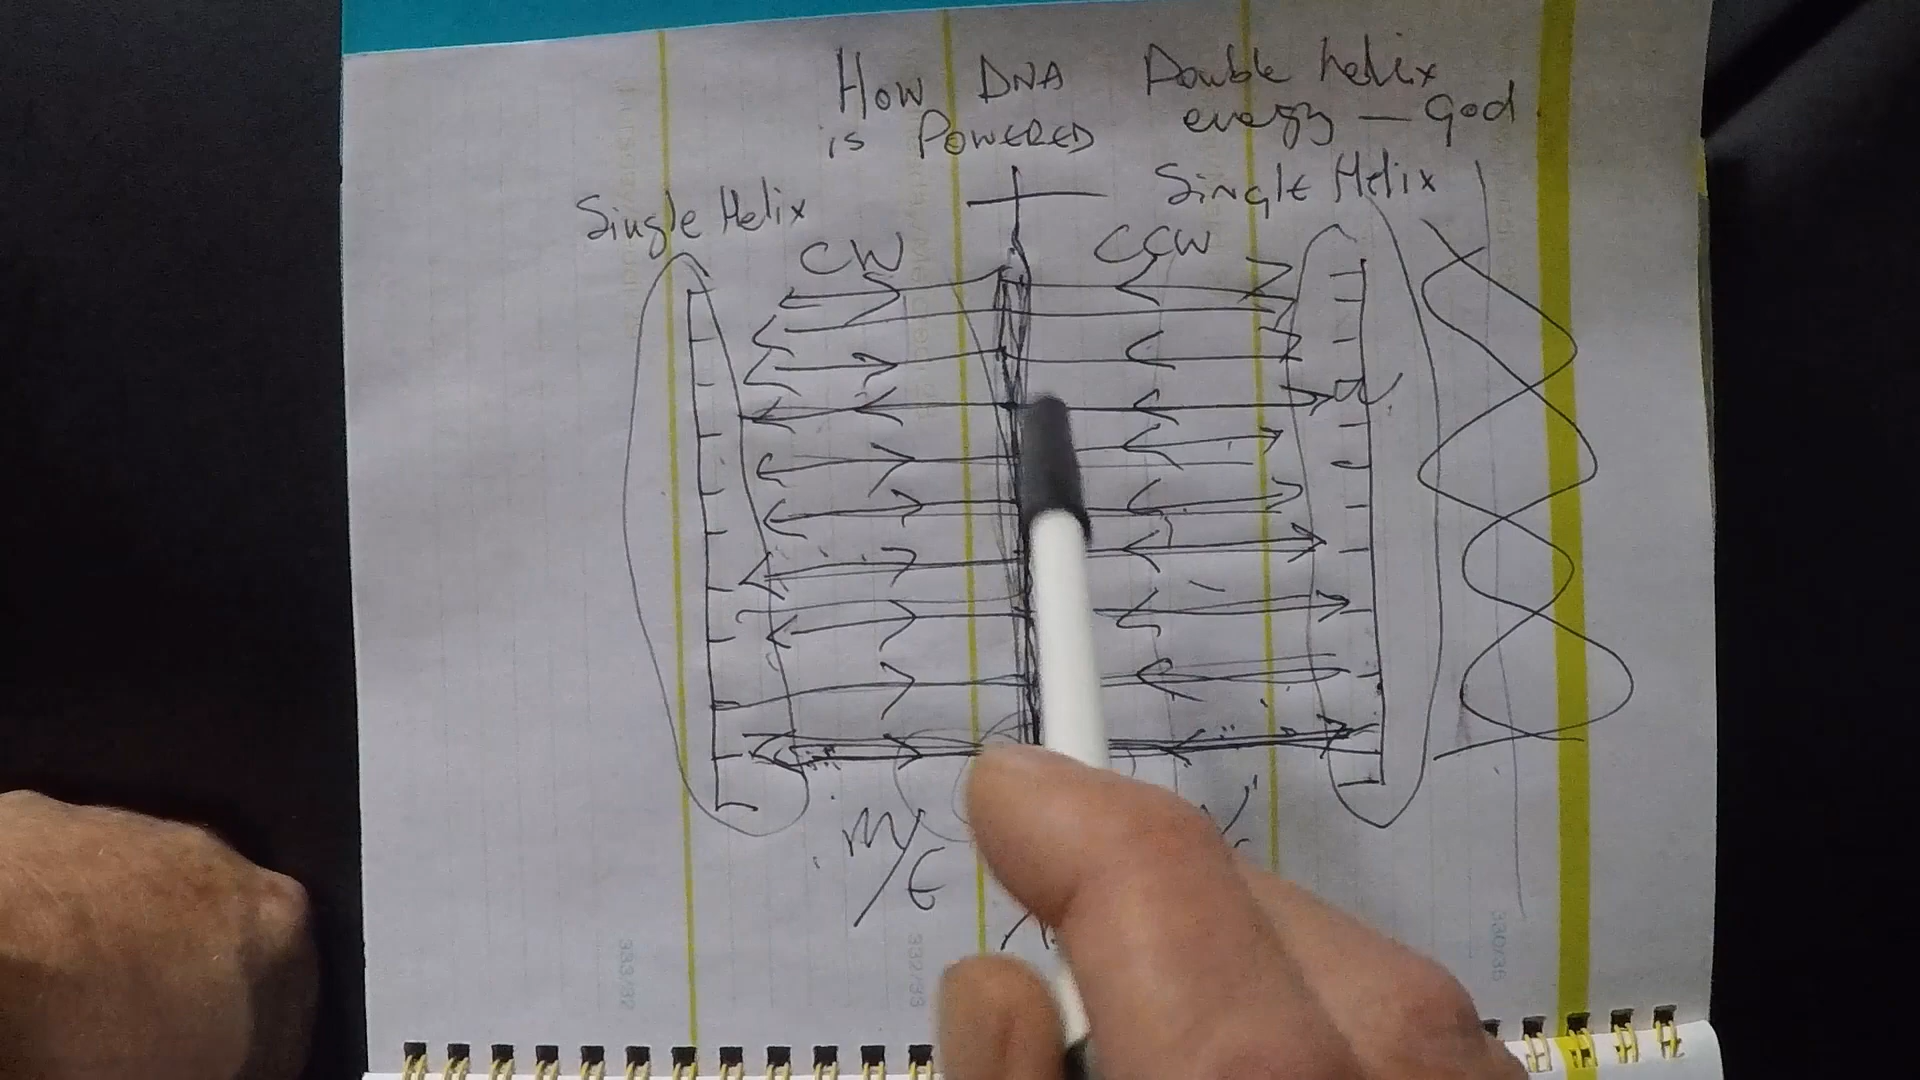 How DNA Double helix
is POWERED energy — God
Single Helix
Single Helix
CW
CCW
M/E